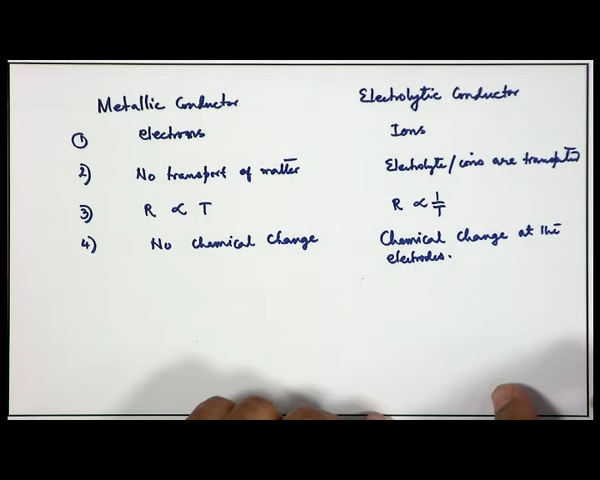 Metallic Conductor Electrolytic Conductor
① electrons Ions
2) No transport of matter Electrolyte/ions are transported
3) R ∝ T R ∝ 1/T
4) No chemical change Chemical change at the
electrodes.